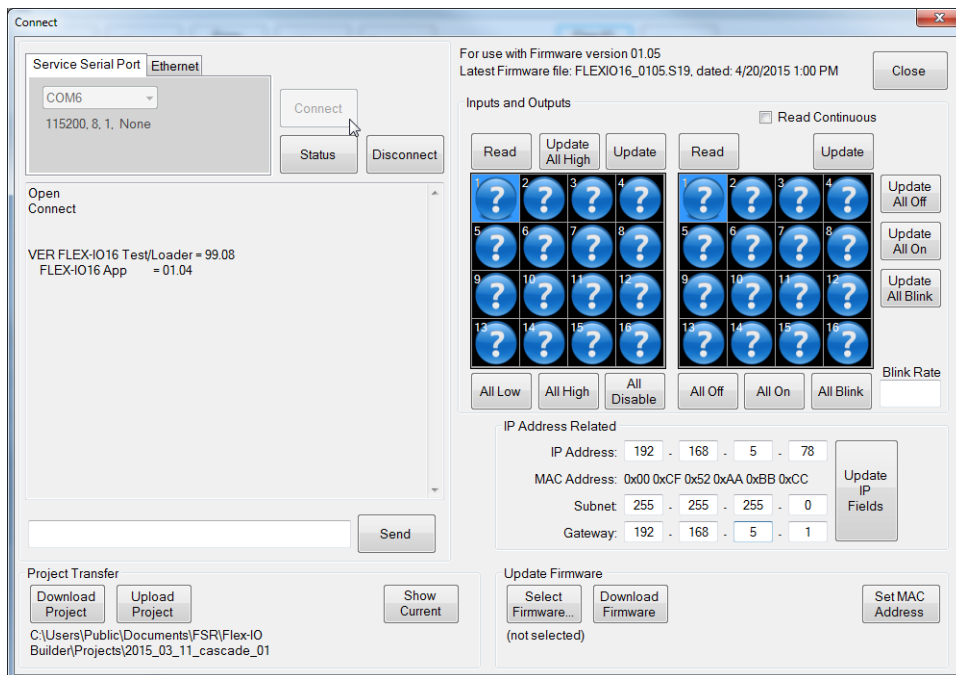 Connect
Service Serial Port
Ethernet
COM6
115200, 8, 1, None
Connect
Status
Disconnect
Open
Connect
VER FLEX-IO16 Test/Loader = 99.08
FLEX-IO16 App = 01.04
Send
For use with Firmware version 01.05
Latest Firmware file: FLEXIO16_0105.S19, dated: 4/20/2015 1:00 PM
Close
Inputs and Outputs
Read Continuous
Read
Update
All High
Update
Read
Update
1 2 3 4
5 6 7 8
9 10 11 12
13 14 15 16
1 2 3 4
5 6 7 8
9 10 11 12
13 14 15 16
Update
All Off
Update
All On
Update
All Blink
Blink Rate
All Low
All High
All
Disable
All Off
All On
All Blink
IP Address Related
IP Address: 192 . 168 . 5 . 78
MAC Address: 0x00 0xCF 0x52 0xAA 0xBB 0xCC
Subnet: 255 . 255 . 255 . 0
Gateway: 192 . 168 . 5 . 1
Update
IP
Fields
Project Transfer
Download
Project
Upload
Project
Show
Current
C:\Users\Public\Documents\FSR\Flex-IO
Builder\Projects\2015_03_11_cascade_01
Update Firmware
Select
Firmware...
Download
Firmware
Set MAC
Address
(not selected)